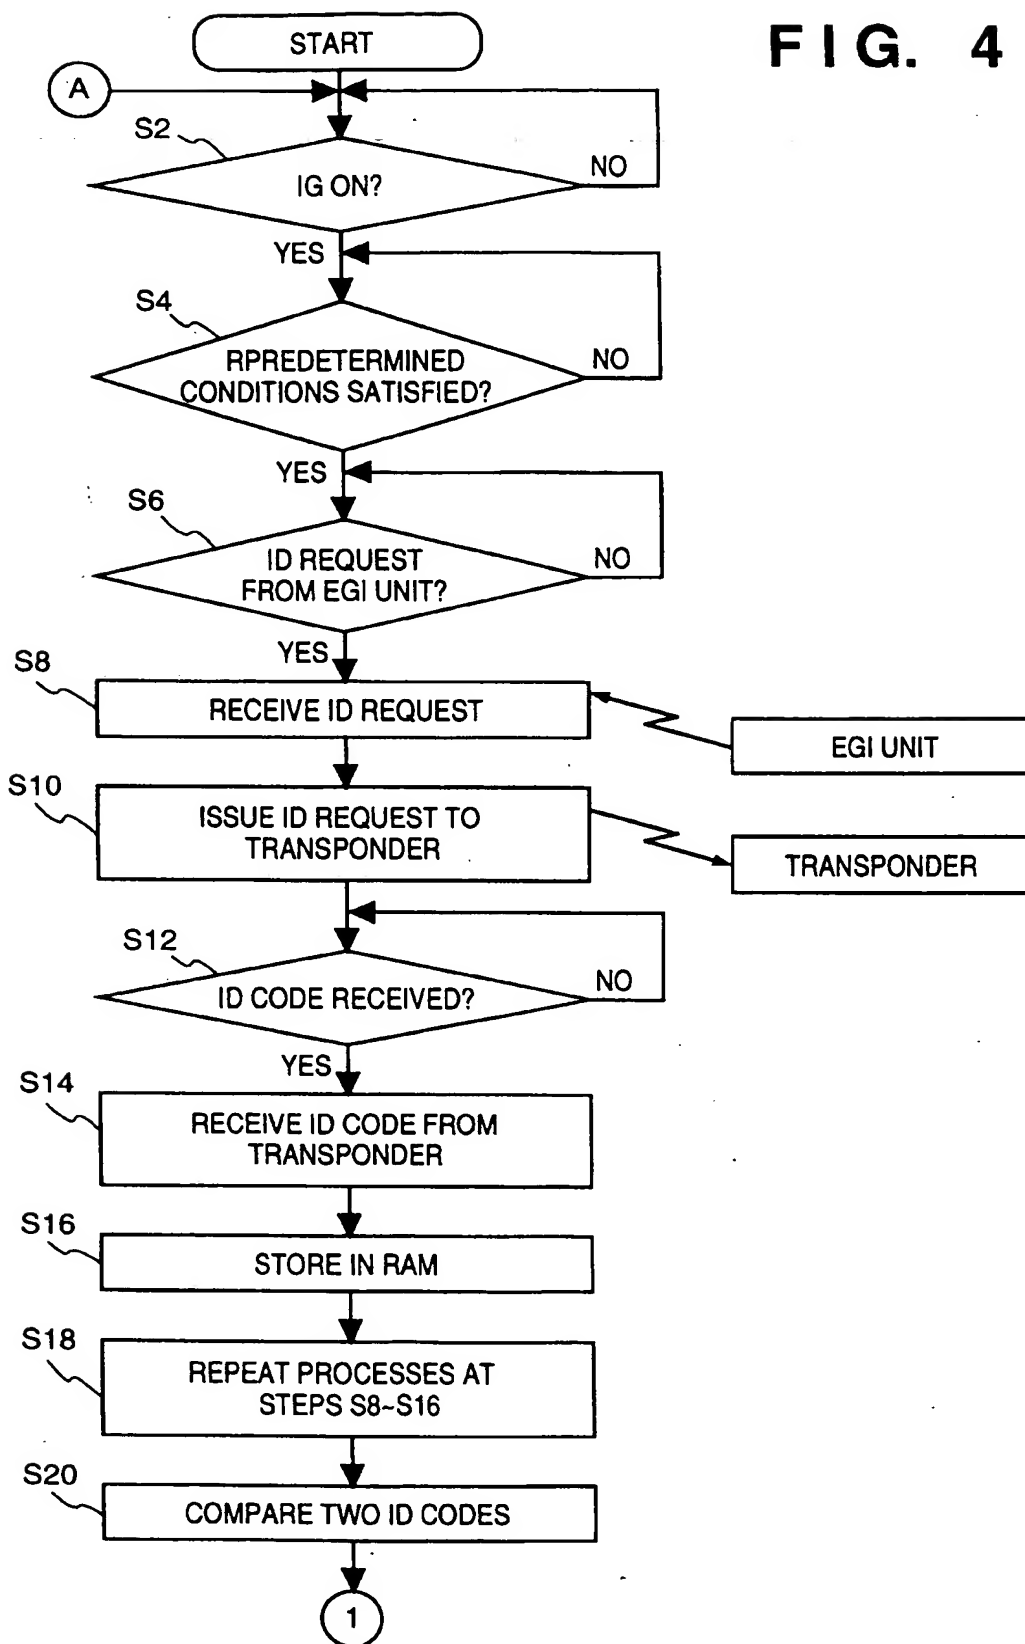 FIG. 4
START
A
S2
IG ON?
NO
YES
S4
RPREDETERMINED
CONDITIONS SATISFIED?
NO
YES
S6
ID REQUEST
FROM EGI UNIT?
NO
YES
S8
RECEIVE ID REQUEST
EGI UNIT
S10
ISSUE ID REQUEST TO
TRANSPONDER
TRANSPONDER
S12
ID CODE RECEIVED?
NO
YES
S14
RECEIVE ID CODE FROM
TRANSPONDER
S16
STORE IN RAM
S18
REPEAT PROCESSES AT
STEPS S8~S16
S20
COMPARE TWO ID CODES
1